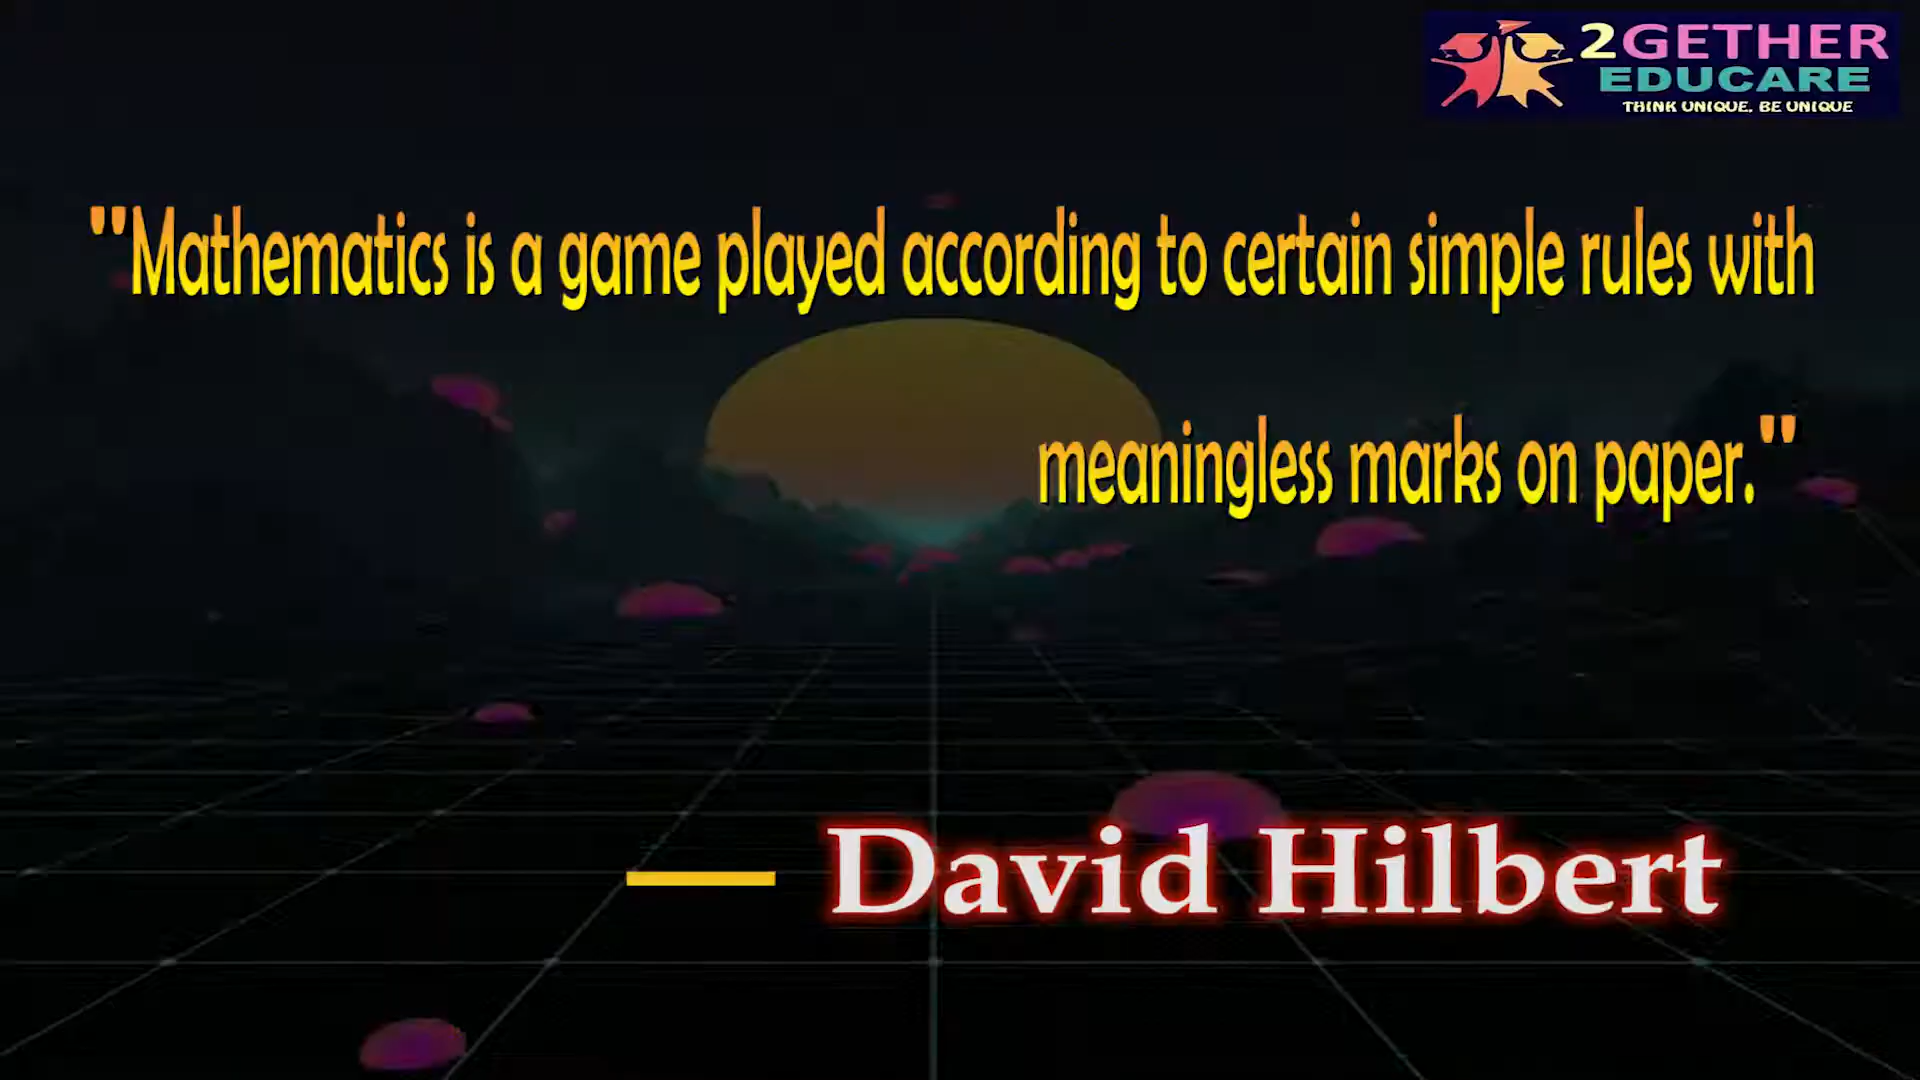 2GETHER
EDUCARE
THINK UNIQUE, BE UNIQUE
"Mathematics is a game played according to certain simple rules with
meaningless marks on paper."
— David Hilbert